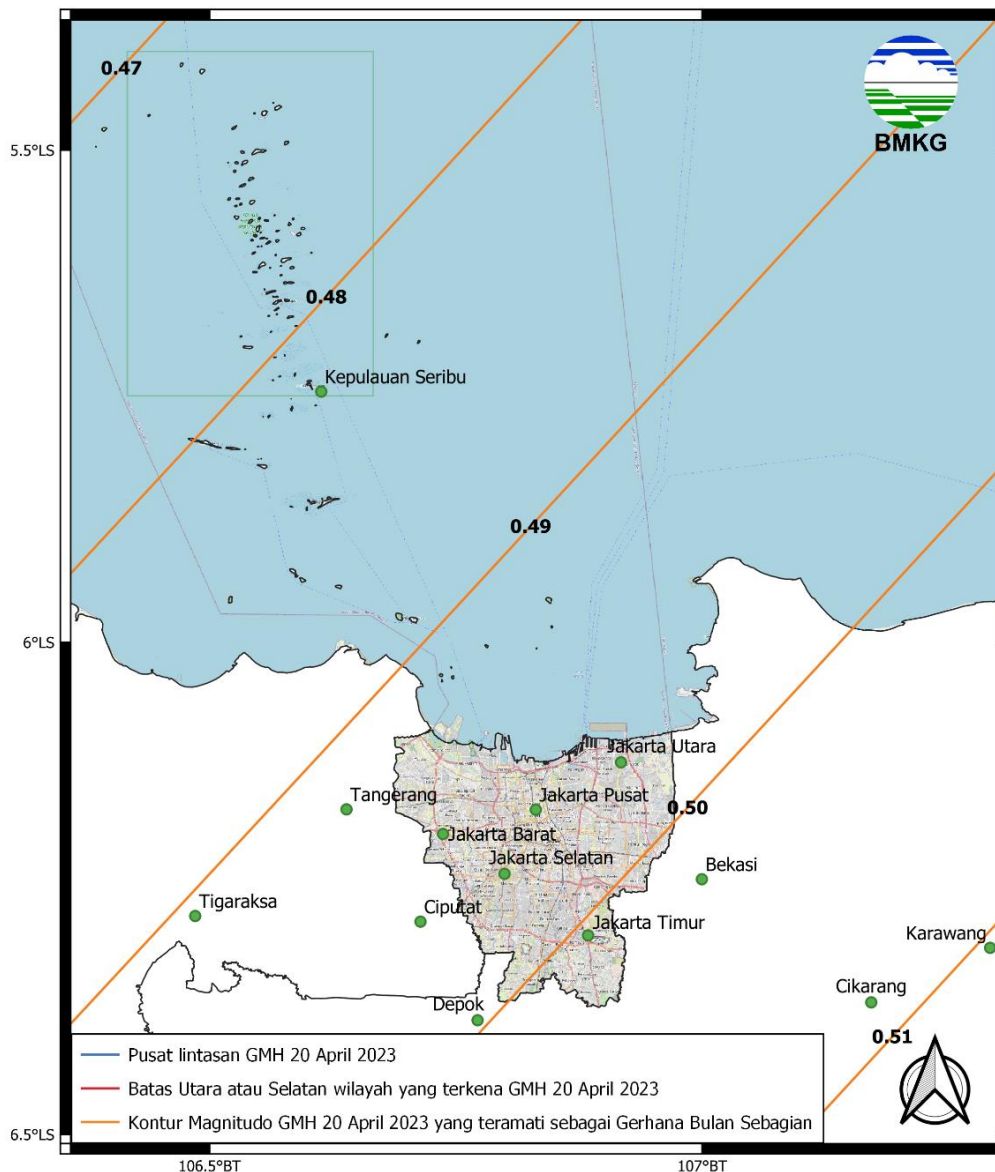 0.47
BMKG
5.5°LS
0.48
Kepulauan Seribu
0.49
6°LS
Jakarta Utara
Tangerang
Jakarta Pusat
0.50
Jakarta Barat
Jakarta Selatan
Bekasi
Tigaraksa
Ciputat
Jakarta Timur
Karawang
Cikarang
Depok
0.51
Pusat lintasan GMH 20 April 2023
Batas Utara atau Selatan wilayah yang terkena GMH 20 April 2023
Kontur Magnitudo GMH 20 April 2023 yang teramati sebagai Gerhana Bulan Sebagian
6.5°LS
106.5°BT
107°BT